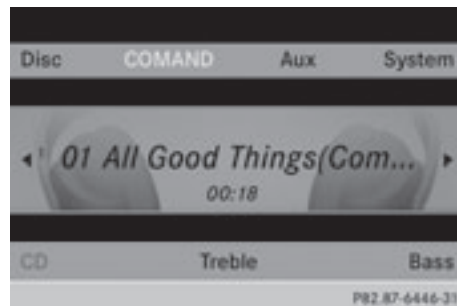 Disc COMAND Aux System
01 All Good Things(Com...
00:18
CD Treble Bass
P82.87-6446-31